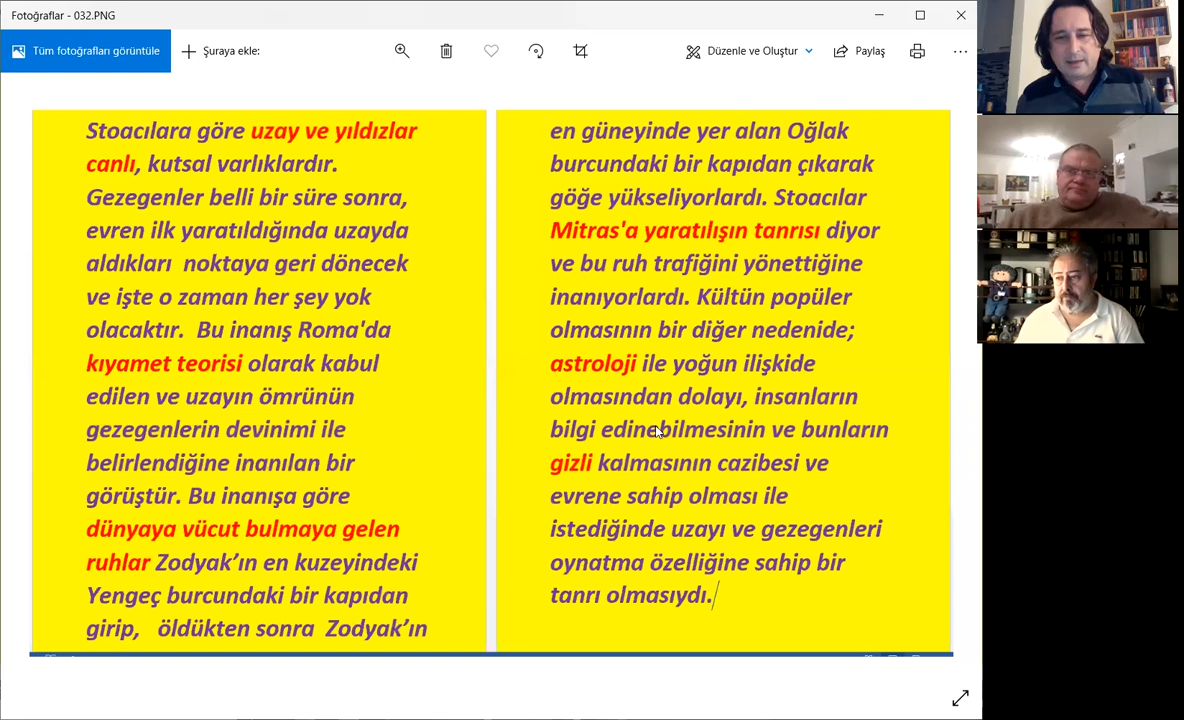 Fotoğraflar - 032.PNG
Tüm fotoğrafları görüntüle
Şuraya ekle:
Düzenle ve Oluştur
Paylaş
Stoacılara göre uzay ve yıldızlar
canlı, kutsal varlıklardır.
Gezegenler belli bir süre sonra,
evren ilk yaratıldığında uzayda
aldıkları noktaya geri dönecek
ve işte o zaman her şey yok
olacaktır. Bu inanış Roma'da
kıyamet teorisi olarak kabul
edilen ve uzayın ömrünün
gezegenlerin devinimi ile
belirlendiğine inanılan bir
görüştür. Bu inanışa göre
dünyaya vücut bulmaya gelen
ruhlar Zodyak’ın en kuzeyindeki
Yengeç burcundaki bir kapıdan
girip, öldükten sonra Zodyak’ın
en güneyinde yer alan Oğlak
burcundaki bir kapıdan çıkarak
göğe yükseliyorlardı. Stoacılar
Mitras'a yaratılışın tanrısı diyor
ve bu ruh trafiğini yönettiğine
inanıyorlardı. Kültün popüler
olmasının bir diğer nedenide;
astroloji ile yoğun ilişkide
olmasından dolayı, insanların
bilgi edinebilmesinin ve bunların
gizli kalmasının cazibesi ve
evrene sahip olması ile
istediğinde uzayı ve gezegenleri
oynatma özelliğine sahip bir
tanrı olmasıydı.